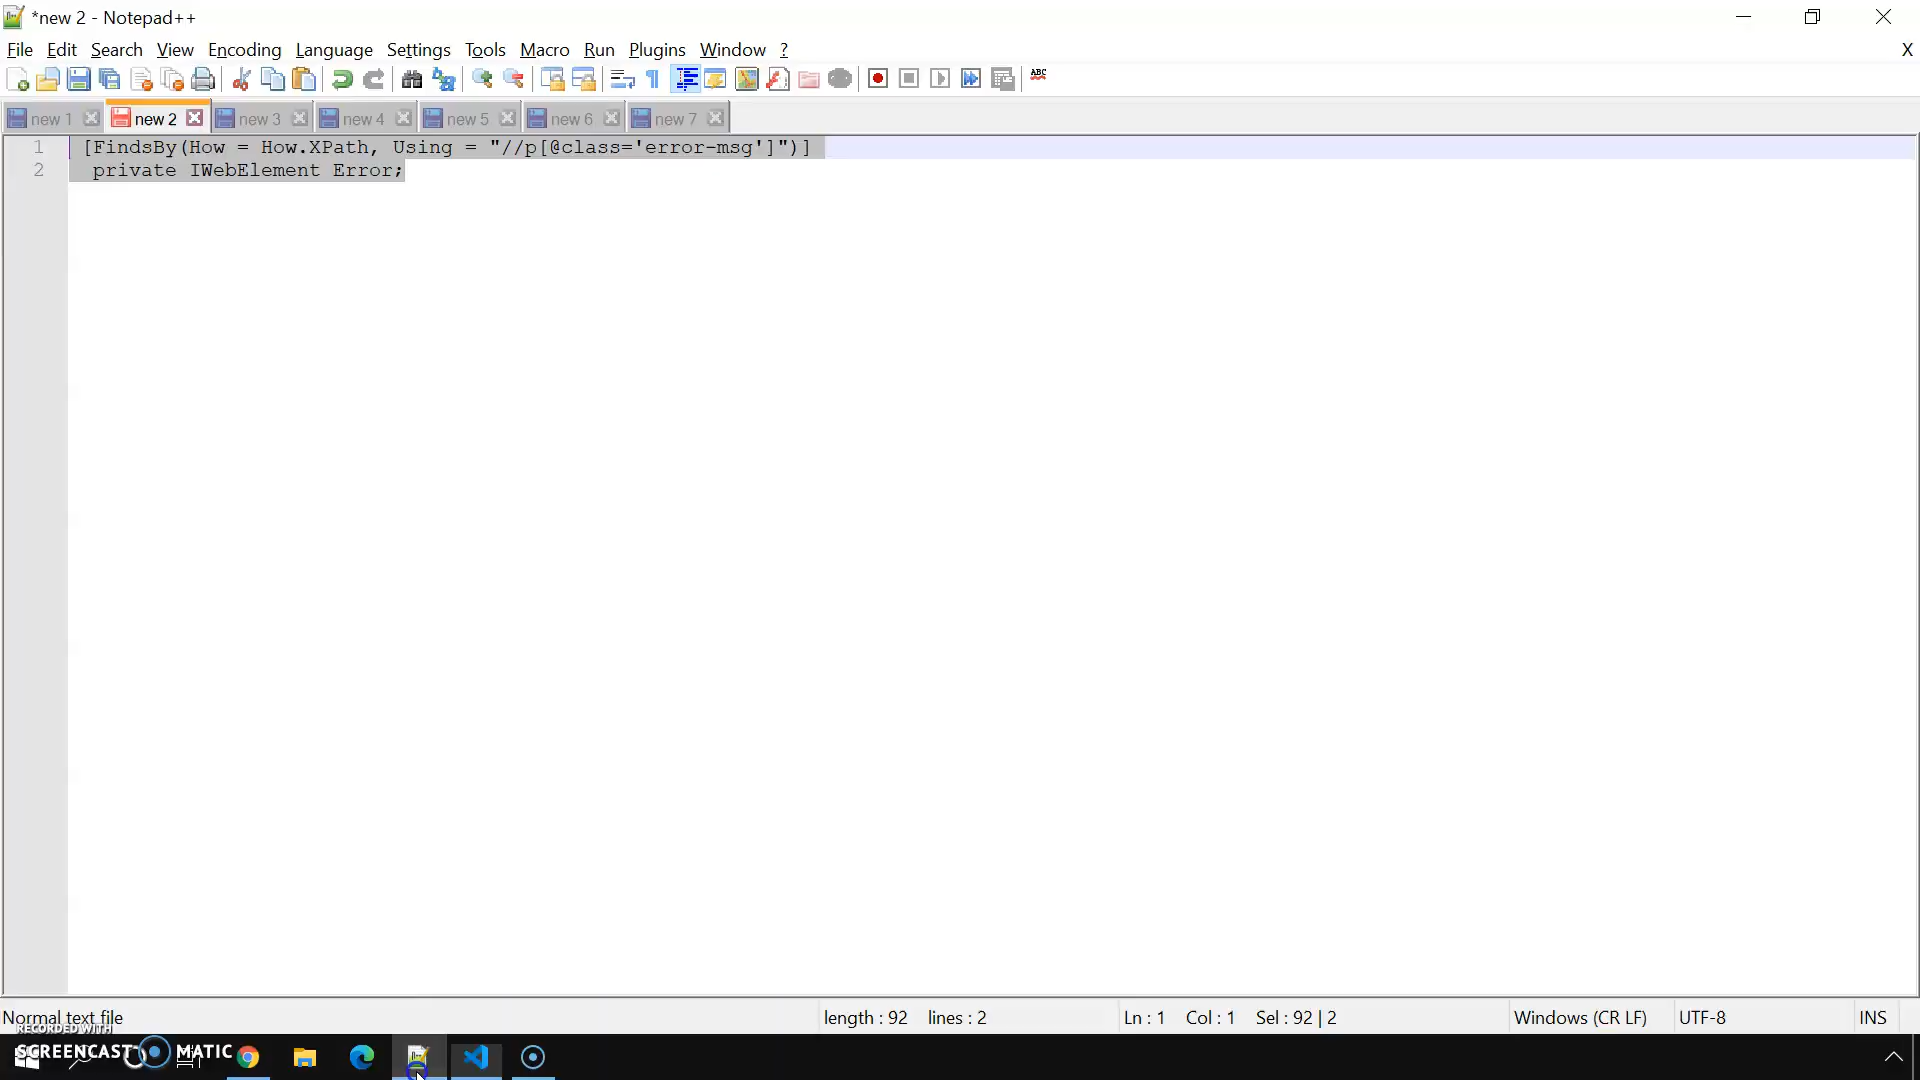 *new 2 - Notepad++
File Edit Search View Encoding Language Settings Tools Macro Run Plugins Window ? X
ABC
new 1 new 2 new 3 new 4 new 5 new 6 new 7
1 [FindsBy(How = How.XPath, Using = "//p[@class='error-msg']")]
2 private IWebElement Error;
Normal text file length : 92 lines : 2 Ln : 1 Col : 1 Sel : 92 | 2 Windows (CR LF) UTF-8 INS
RECORDED WITH
SCREENCAST MATIC